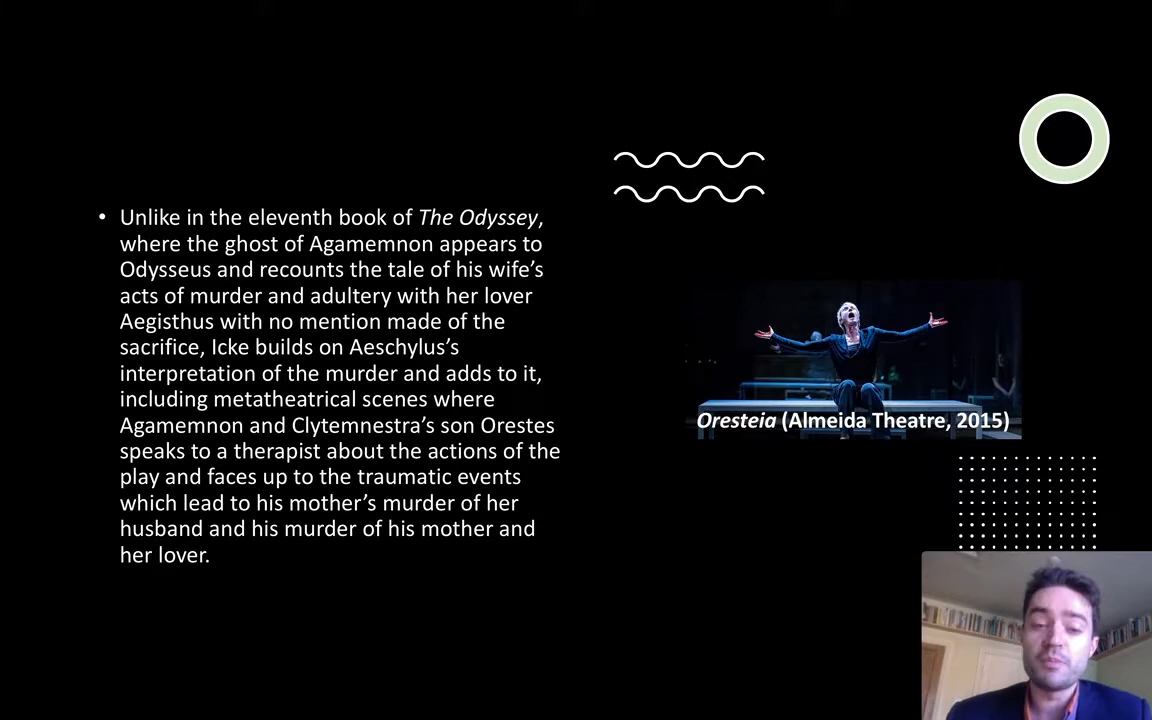 • Unlike in the eleventh book of The Odyssey,
where the ghost of Agamemnon appears to
Odysseus and recounts the tale of his wife’s
acts of murder and adultery with her lover
Aegisthus with no mention made of the
sacrifice, Icke builds on Aeschylus’s
interpretation of the murder and adds to it,
including metatheatrical scenes where
Agamemnon and Clytemnestra’s son Orestes
speaks to a therapist about the actions of the
play and faces up to the traumatic events
which lead to his mother’s murder of her
husband and his murder of his mother and
her lover.
Oresteia (Almeida Theatre, 2015)